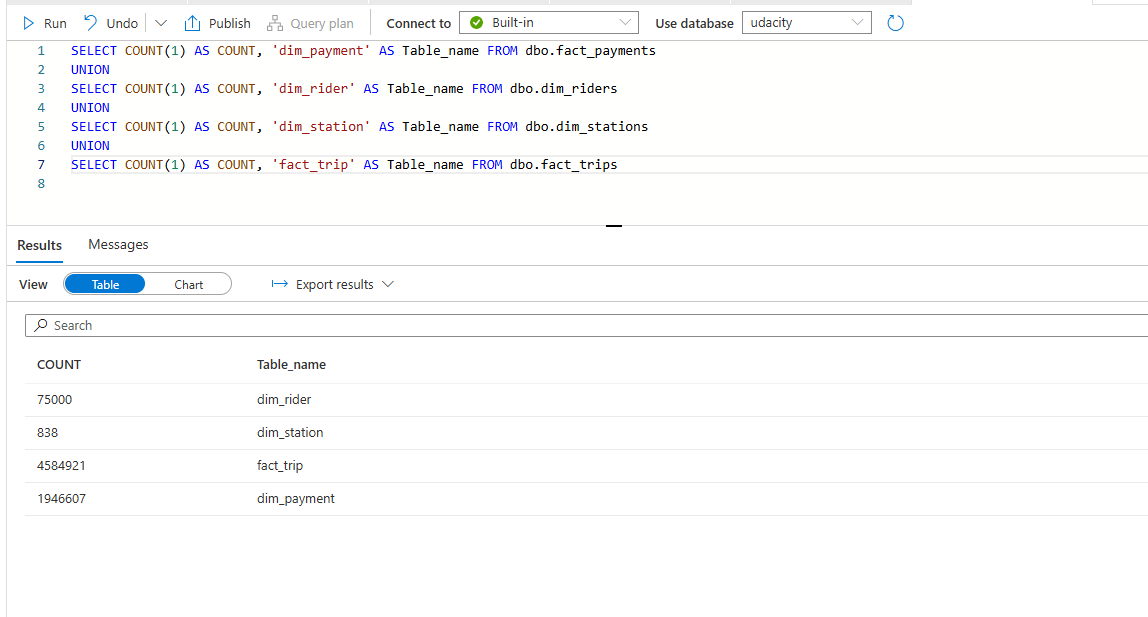 Run Undo Publish Query plan Connect to Built-in Use database udacity
1 SELECT COUNT(1) AS COUNT, 'dim_payment' AS Table_name FROM dbo.fact_payments
2 UNION
3 SELECT COUNT(1) AS COUNT, 'dim_rider' AS Table_name FROM dbo.dim_riders
4 UNION
5 SELECT COUNT(1) AS COUNT, 'dim_station' AS Table_name FROM dbo.dim_stations
6 UNION
7 SELECT COUNT(1) AS COUNT, 'fact_trip' AS Table_name FROM dbo.fact_trips
8
Results Messages
View Table Chart Export results
Search
COUNT Table_name
75000 dim_rider
838 dim_station
4584921 fact_trip
1946607 dim_payment